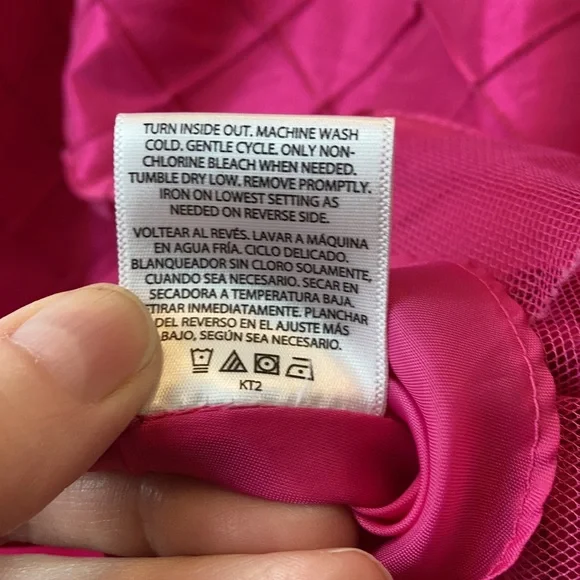 TURN INSIDE OUT. MACHINE WASH
COLD. GENTLE CYCLE. ONLY NON-
CHLORINE BLEACH WHEN NEEDED.
TUMBLE DRY LOW. REMOVE PROMPTLY.
IRON ON LOWEST SETTING AS
NEEDED ON REVERSE SIDE.
VOLTEAR AL REVÉS. LAVAR A MÁQUINA
EN AGUA FRÍA. CICLO DELICADO.
BLANQUEADOR SIN CLORO SOLAMENTE,
CUANDO SEA NECESARIO. SECAR EN
SECADORA A TEMPERATURA BAJA.
ETIRAR INMEDIATAMENTE. PLANCHAR
DEL REVERSO EN EL AJUSTE MÁS
BAJO, SEGÚN SEA NECESARIO.
KT2